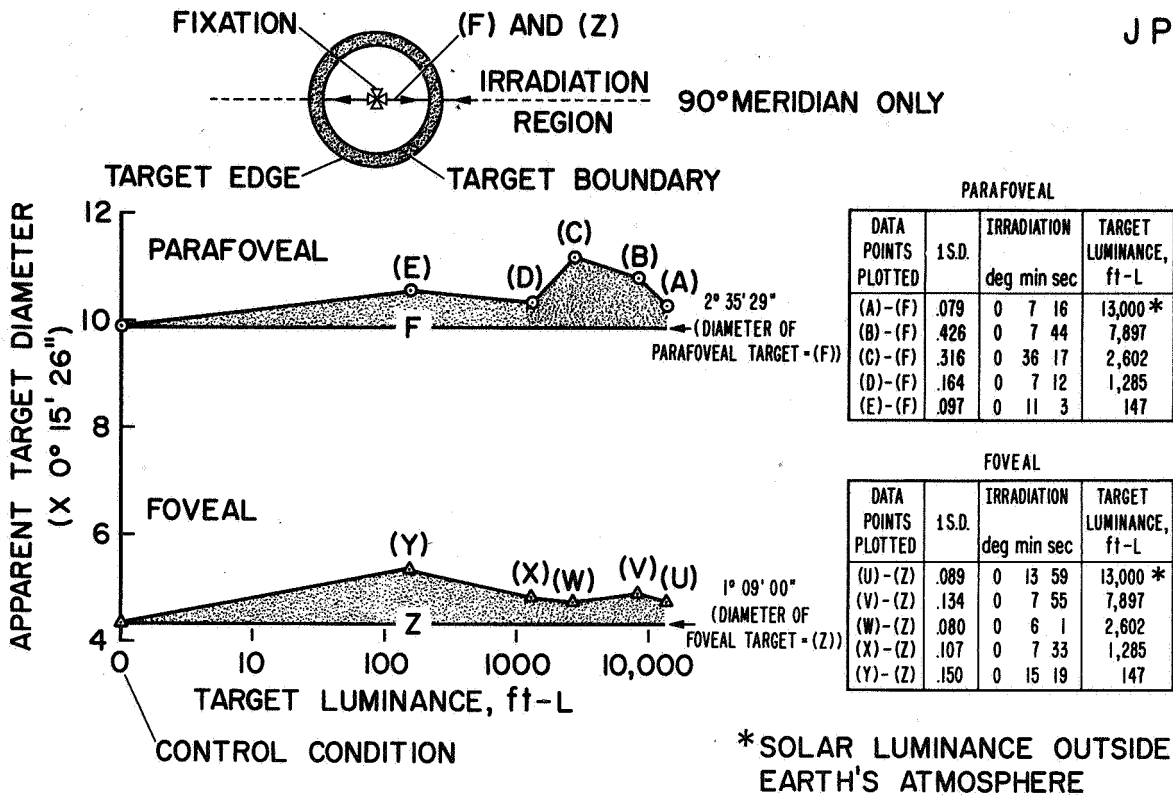 FIXATION
(F) AND (Z)
JP
IRRADIATION
REGION
90° MERIDIAN ONLY
TARGET EDGE
TARGET BOUNDARY
APPARENT TARGET DIAMETER
(X 0° 15' 26")
12
10
8
6
4
PARAFOVEAL
(E)
(D)
(C)
(B)
(A)
F
2° 35' 29"
(DIAMETER OF
PARAFOVEAL TARGET = (F))
FOVEAL
(Y)
(X)
(W)
(V)
(U)
Z
1° 09' 00"
(DIAMETER OF
FOVEAL TARGET = (Z))
0 10 100 1000 10,000
TARGET LUMINANCE, ft-L
CONTROL CONDITION
PARAFOVEAL
DATA POINTS PLOTTED 1 S.D. IRRADIATION deg min sec TARGET LUMINANCE, ft-L
(A)-(F) .079 0 7 16 13,000 *
(B)-(F) .426 0 7 44 7,897
(C)-(F) .316 0 36 17 2,602
(D)-(F) .164 0 7 12 1,285
(E)-(F) .097 0 11 3 147
FOVEAL
DATA POINTS PLOTTED 1 S.D. IRRADIATION deg min sec TARGET LUMINANCE, ft-L
(U)-(Z) .089 0 13 59 13,000 *
(V)-(Z) .134 0 7 55 7,897
(W)-(Z) .080 0 6 1 2,602
(X)-(Z) .107 0 7 33 1,285
(Y)-(Z) .150 0 15 19 147
* SOLAR LUMINANCE OUTSIDE
EARTH'S ATMOSPHERE